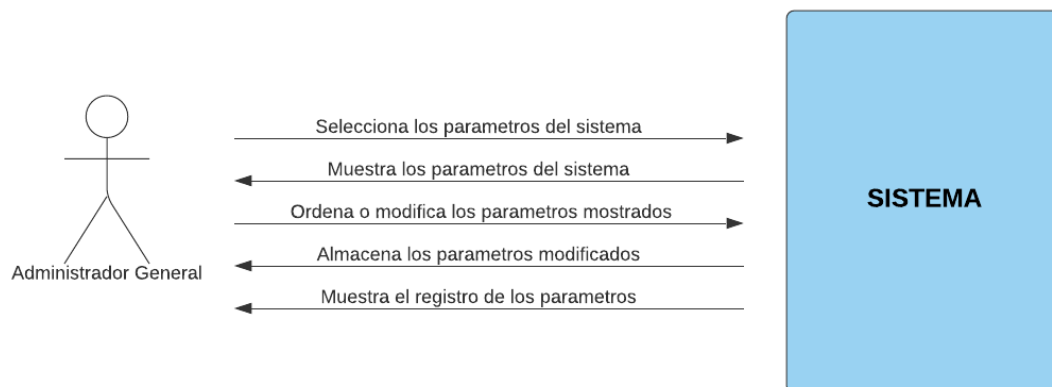 Selecciona los parametros del sistema
Muestra los parametros del sistema
Ordena o modifica los parametros mostrados
Almacena los parametros modificados
Muestra el registro de los parametros
Administrador General
SISTEMA